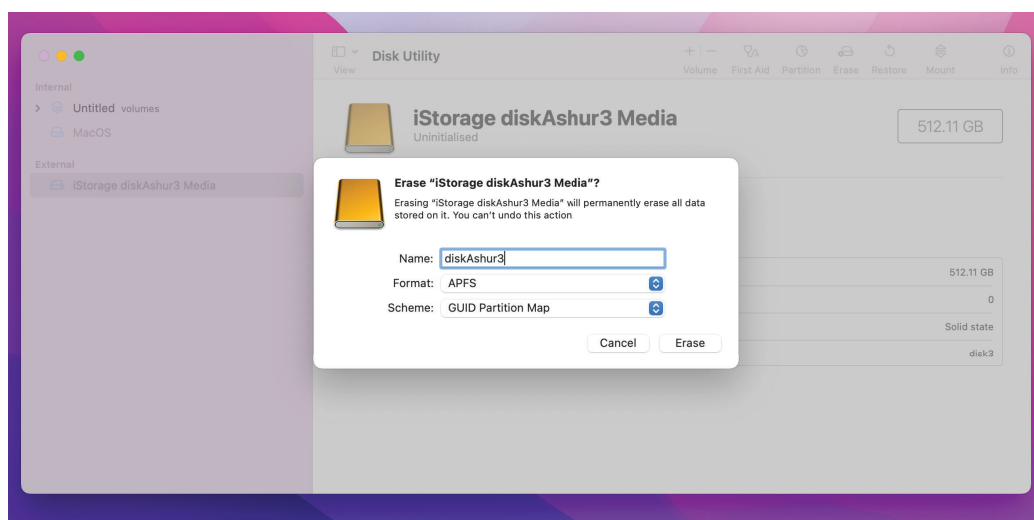 Disk Utility
View
Volume First Aid Partition Erase Restore Mount Info
Internal
Untitled volumes
MacOS
External
iStorage diskAshur3 Media
iStorage diskAshur3 Media
Uninitialised
512.11 GB
Erase “iStorage diskAshur3 Media”?
Erasing “iStorage diskAshur3 Media” will permanently erase all data
stored on it. You can’t undo this action
Name: diskAshur3
Format: APFS
Scheme: GUID Partition Map
Cancel Erase
512.11 GB
0
Solid state
disk3